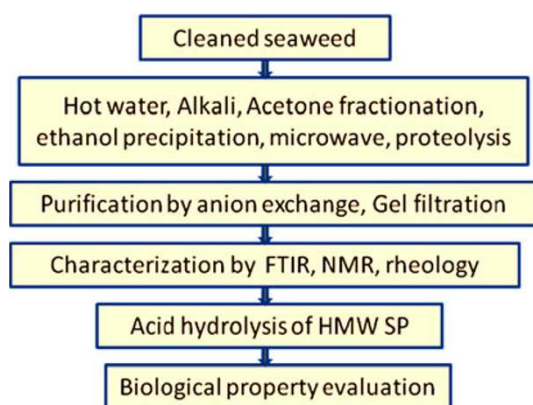 Cleaned seaweed
Hot water, Alkali, Acetone fractionation,
ethanol precipitation, microwave, proteolysis
Purification by anion exchange, Gel filtration
Characterization by FTIR, NMR, rheology
Acid hydrolysis of HMW SP
Biological property evaluation